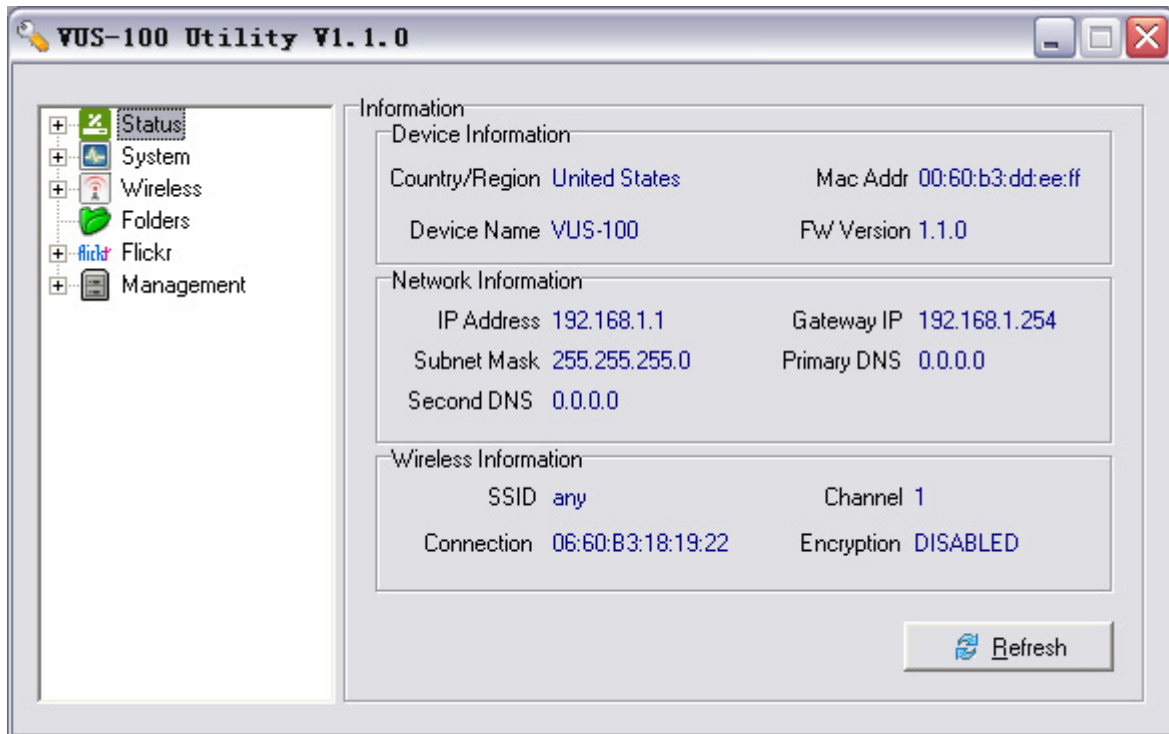 VUS-100 Utility V1.1.0
Status
System
Wireless
Folders
flickr Flickr
Management
Information
Device Information
Country/Region United States Mac Addr 00:60:b3:dd:ee:ff
Device Name VUS-100 FW Version 1.1.0
Network Information
IP Address 192.168.1.1 Gateway IP 192.168.1.254
Subnet Mask 255.255.255.0 Primary DNS 0.0.0.0
Second DNS 0.0.0.0
Wireless Information
SSID any Channel 1
Connection 06:60:B3:18:19:22 Encryption DISABLED
Refresh